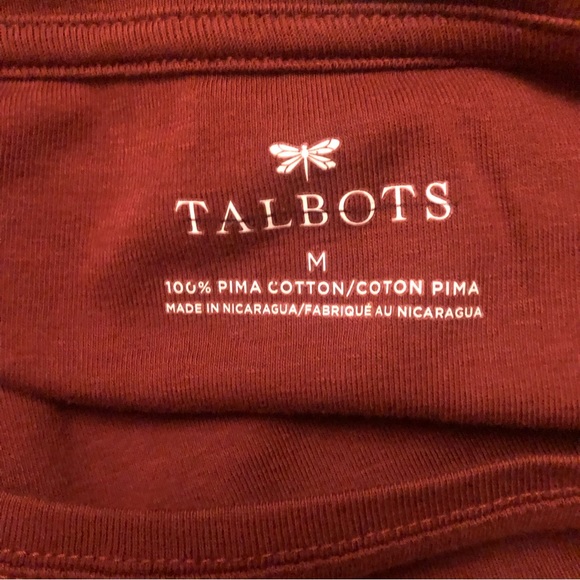 TALBOTS
M
100% PIMA COTTON/COTON PIMA
MADE IN NICARAGUA/FABRIQUÉ AU NICARAGUA